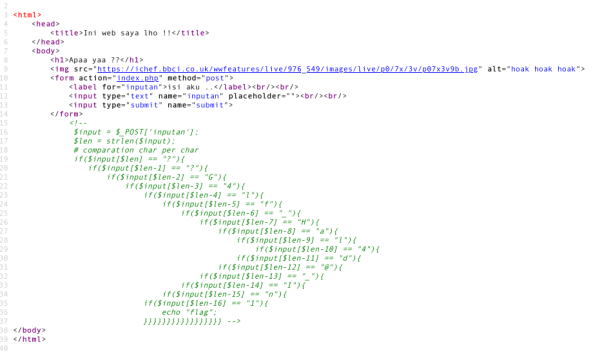 2
3 <html>
4 <head>
5 <title>Ini web saya lho !!</title>
6 </head>
7 <body>
8 <h1>Apaa yaa ??</h1>
9 <img src="https://ichef.bbci.co.uk/wwfeatures/live/976_549/images/live/p0/7x/3v/p07x3v9b.jpg" alt="hoak hoak hoak">
10 <form action="index.php" method="post">
11 <label for="inputan">isi aku ..</label><br/><br/>
12 <input type="text" name="inputan" placeholder=""><br/><br/>
13 <input type="submit" name="submit">
14 </form>
15 <!--
16 $input = $_POST['inputan'];
17 $len = strlen($input);
18 # comparation char per char
19 if($input[$len] == "?"){
20 if($input[$len-1] == "?"){
21 if($input[$len-2] == "G"){
22 if($input[$len-3] == "4"){
23 if($input[$len-4] == "l"){
24 if($input[$len-5] == "f"){
25 if($input[$len-6] == "_"){
26 if($input[$len-7] == "H"){
27 if($input[$len-8] == "a"){
28 if($input[$len-9] == "l"){
29 if($input[$len-10] == "4"){
30 if($input[$len-11] == "d"){
31 if($input[$len-12] == "@"){
32 if($input[$len-13] == "_"){
33 if($input[$len-14] == "I"){
34 if($input[$len-15] == "n"){
35 if($input[$len-16] == "1"){
36 echo "flag";
37 }}}}}}}}}}}}}}}}} -->
38 </body>
39 </html>
40